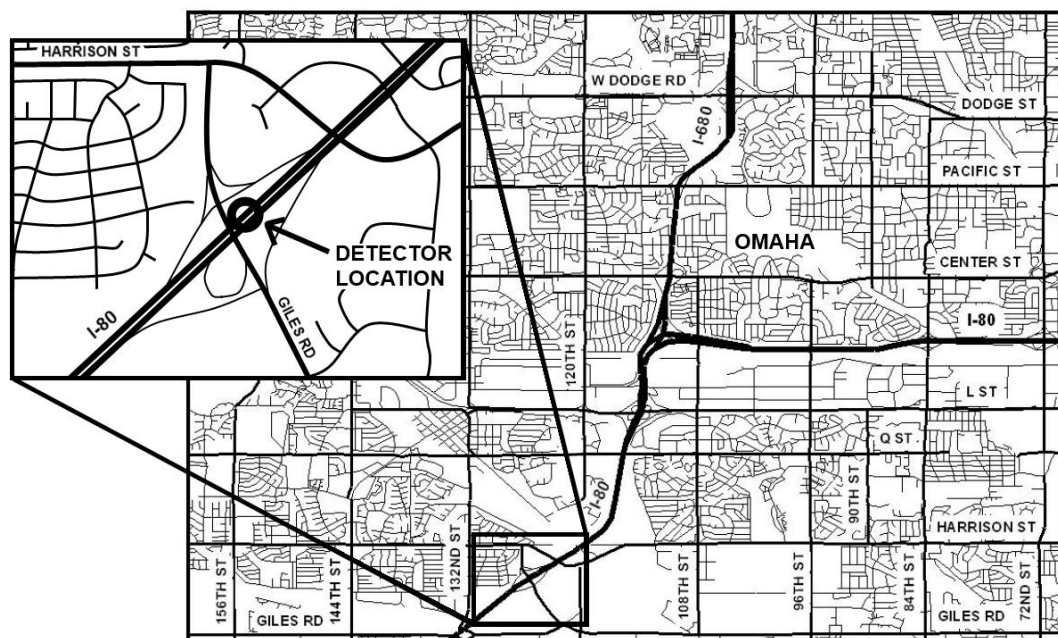 HARRISON ST
DETECTOR
LOCATION
I-80
GILES RD
W DODGE RD
I-680
DODGE ST
PACIFIC ST
OMAHA
CENTER ST
I-80
120TH ST
L ST
Q ST
I-80
90TH ST
HARRISON ST
132ND ST
156TH ST
144TH ST
GILES RD
108TH ST
96TH ST
84TH ST
GILES RD
72ND ST